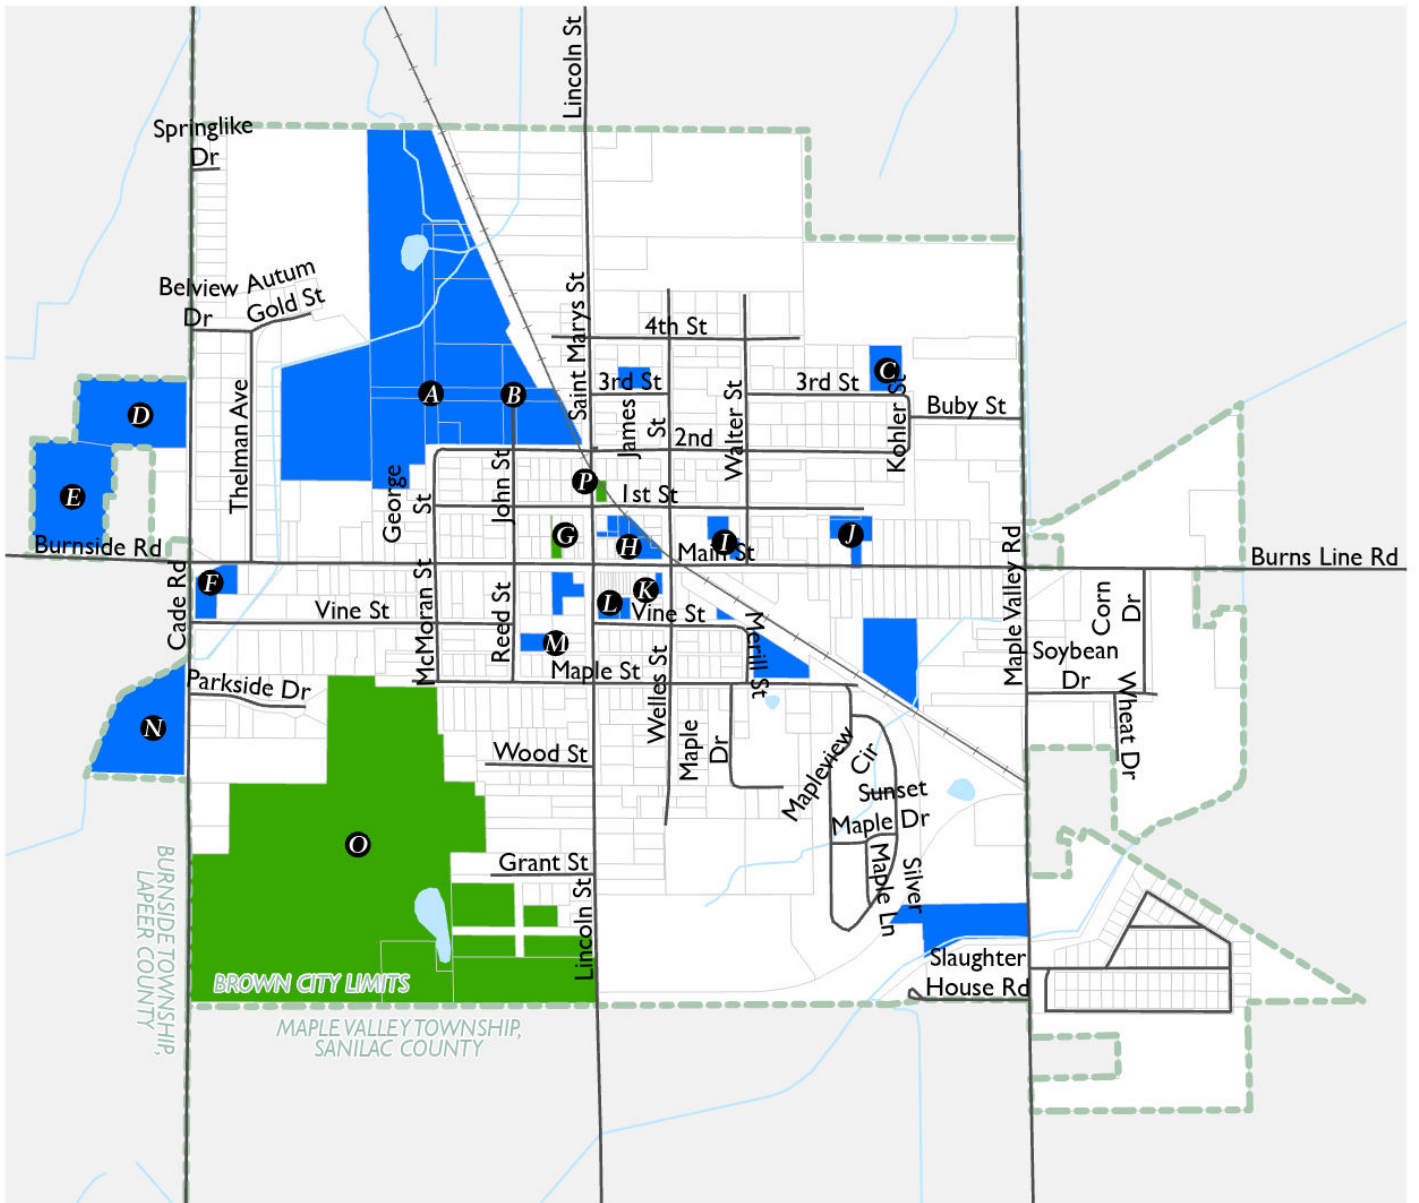 Lincoln St
Springlike
Dr
Saint Marys St
Belview
Dr
Autum
Gold St
4th St
3rd St
3rd St
C
Kohler St
Buby St
A
B
D
James
St
2nd
Walter St
Thelman Ave
George
St
John St
E
P
1st St
G
H
I
J
Main St
Burnside Rd
Maple Valley Rd
Burns Line Rd
Cade Rd
F
K
L
Vine St
Vine St
McMoran St
Reed St
M
Maple St
Welles St
Merrill St
Corn
Dr
Soybean
Dr
Wheat Dr
Parkside Dr
N
Wood St
Maple
Dr
Mapleview
Cir
Sunset
Maple Dr
Silver
Maple Ln
O
Grant St
Lincoln St
Slaughter
House Rd
BURNSIDE TOWNSHIP,
LAPEER COUNTY
BROWN CITY LIMITS
MAPLE VALLEY TOWNSHIP,
SANILAC COUNTY